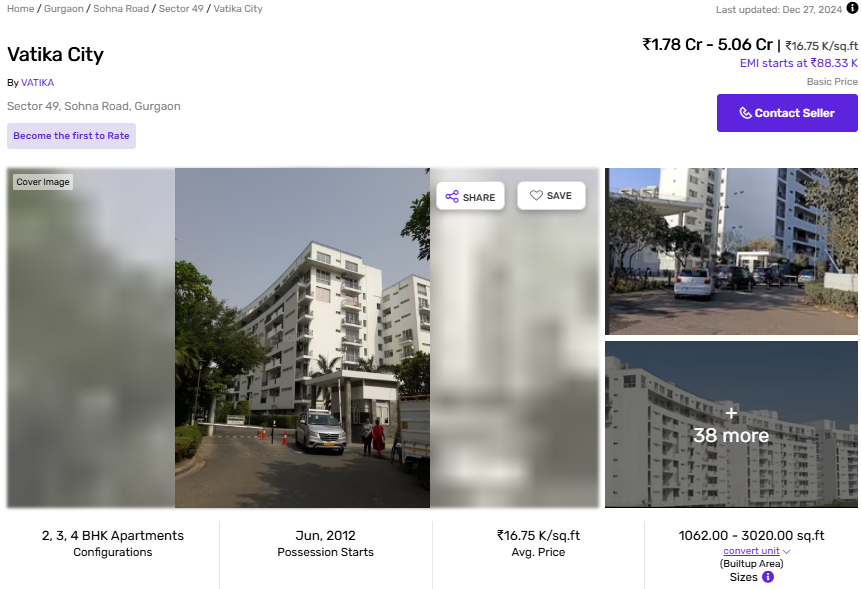 Home / Gurgaon / Sohna Road / Sector 49 / Vatika City
Last updated: Dec 27, 2024
Vatika City
₹1.78 Cr - 5.06 Cr | ₹16.75 K/sq.ft
EMI starts at ₹88.33 K
By VATIKA
Basic Price
Sector 49, Sohna Road, Gurgaon
Contact Seller
Become the first to Rate
Cover Image
SHARE
SAVE
+
38 more
2, 3, 4 BHK Apartments
Configurations
Jun, 2012
Possession Starts
₹16.75 K/sq.ft
Avg. Price
1062.00 - 3020.00 sq.ft
convert unit
(Builtup Area)
Sizes